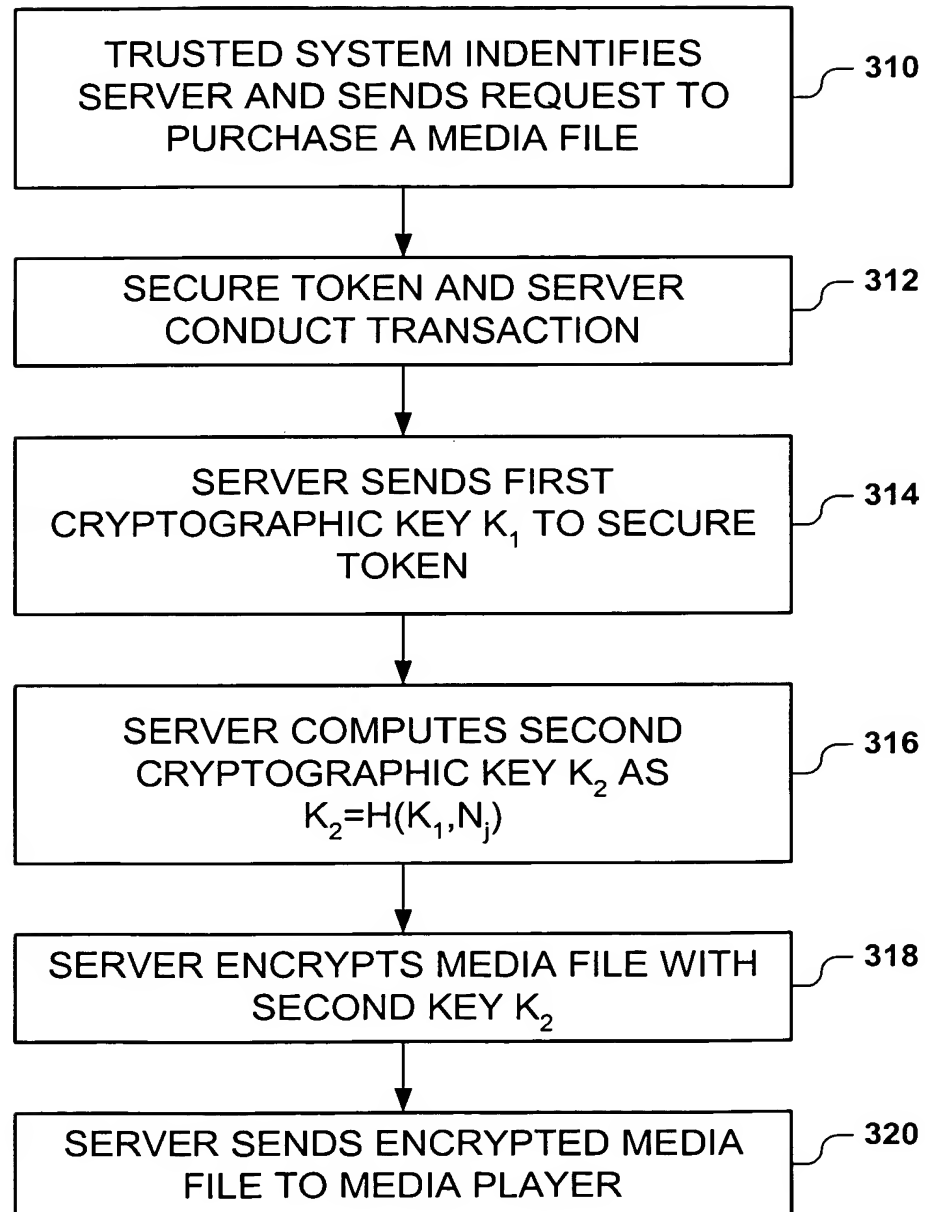 TRUSTED SYSTEM INDENTIFIES
SERVER AND SENDS REQUEST TO
PURCHASE A MEDIA FILE
310
SECURE TOKEN AND SERVER
CONDUCT TRANSACTION
312
SERVER SENDS FIRST
CRYPTOGRAPHIC KEY K₁ TO SECURE
TOKEN
314
SERVER COMPUTES SECOND
CRYPTOGRAPHIC KEY K₂ AS
K₂=H(K₁,Nⱼ)
316
SERVER ENCRYPTS MEDIA FILE WITH
SECOND KEY K₂
318
SERVER SENDS ENCRYPTED MEDIA
FILE TO MEDIA PLAYER
320